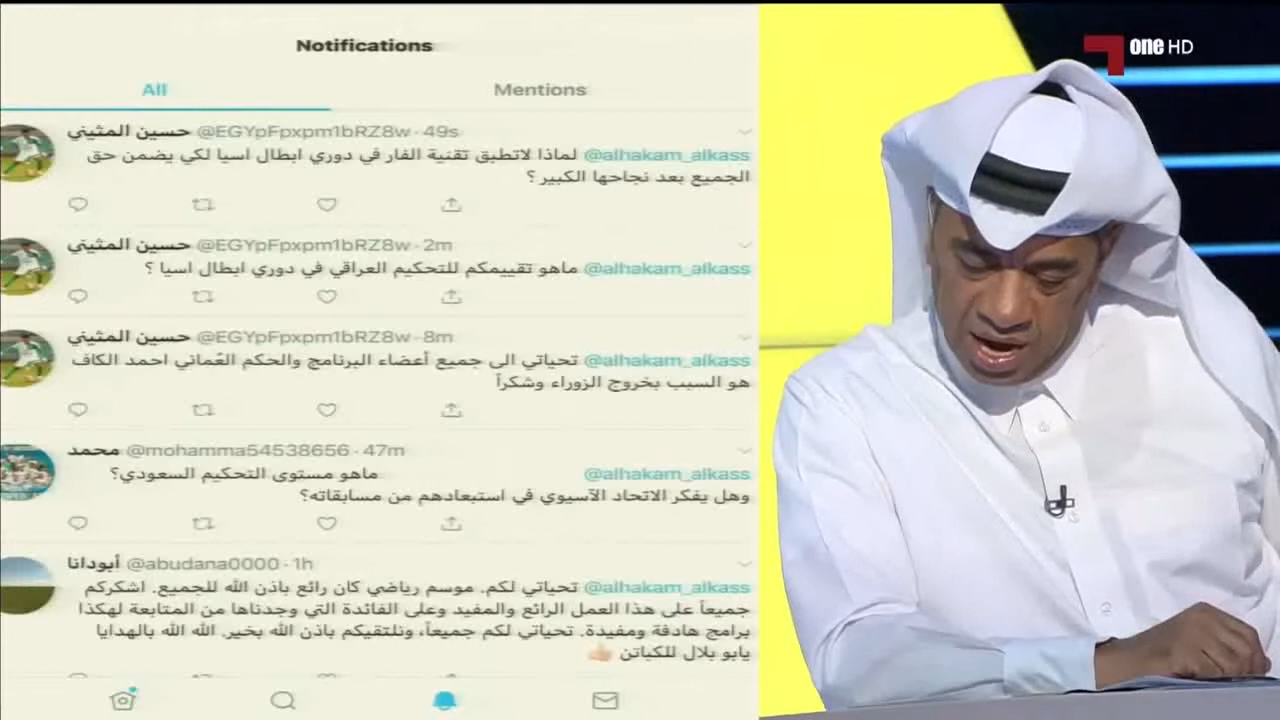 one HD
Notifications
All
Mentions
حسين المثيني @EGYpFpxpm1bRZ8w · 49s
@alhakam_alkass لماذا لاتطبق تقنية الفار في دوري ابطال اسيا لكي يضمن حق
الجميع بعد نجاحها الكبير؟
حسين المثيني @EGYpFpxpm1bRZ8w · 2m
@alhakam_alkass ماهو تقييمكم للتحكيم العراقي في دوري ابطال اسيا ؟
حسين المثيني @EGYpFpxpm1bRZ8w · 8m
@alhakam_alkass تحياتي الى جميع أعضاء البرنامج والحكم العُماني احمد الكاف
هو السبب بخروج الزوراء وشكراً
محمد @mohamma54538656 · 47m
@alhakam_alkass ماهو مستوى التحكيم السعودي؟
وهل يفكر الاتحاد الآسيوي في استبعادهم من مسابقاته؟
أبودانا @abudana0000 · 1h
@alhakam_alkass تحياتي لكم. موسم رياضي كان رائع باذن الله للجميع. اشكركم
جميعاً على هذا العمل الرائع والمفيد وعلى الفائدة التي وجدناها من المتابعة لهكذا
برامج هادفة ومفيدة. تحياتي لكم جميعاً، ونلتقيكم باذن الله بخير. الله الله بالهدايا
يابو بلال للكباتن